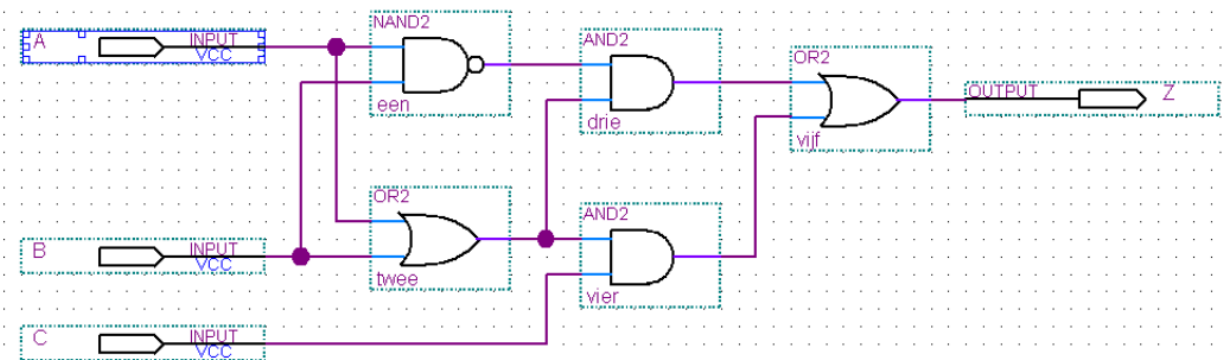 NAND2
A
INPUT
VCC
een
AND2
drie
OR2
vijf
OUTPUT
Z
OR2
twee
B
INPUT
VCC
AND2
vier
C
INPUT
VCC